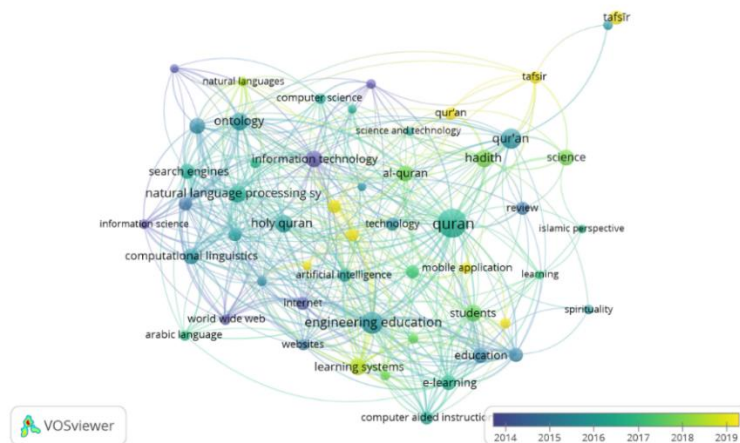 tafsīr
tafsir
natural languages
computer science
qur'an
science and technology
ontology
qur'an
information technology
hadith
science
search engines
al-quran
natural language processing sy
information science
holy quran
technology
quran
review
islamic perspective
computational linguistics
artificial intelligence
mobile application
learning
internet
world wide web
engineering education
students
spirituality
arabic language
websites
learning systems
education
e-learning
computer aided instructio
VOSviewer
2014 2015 2016 2017 2018 2019